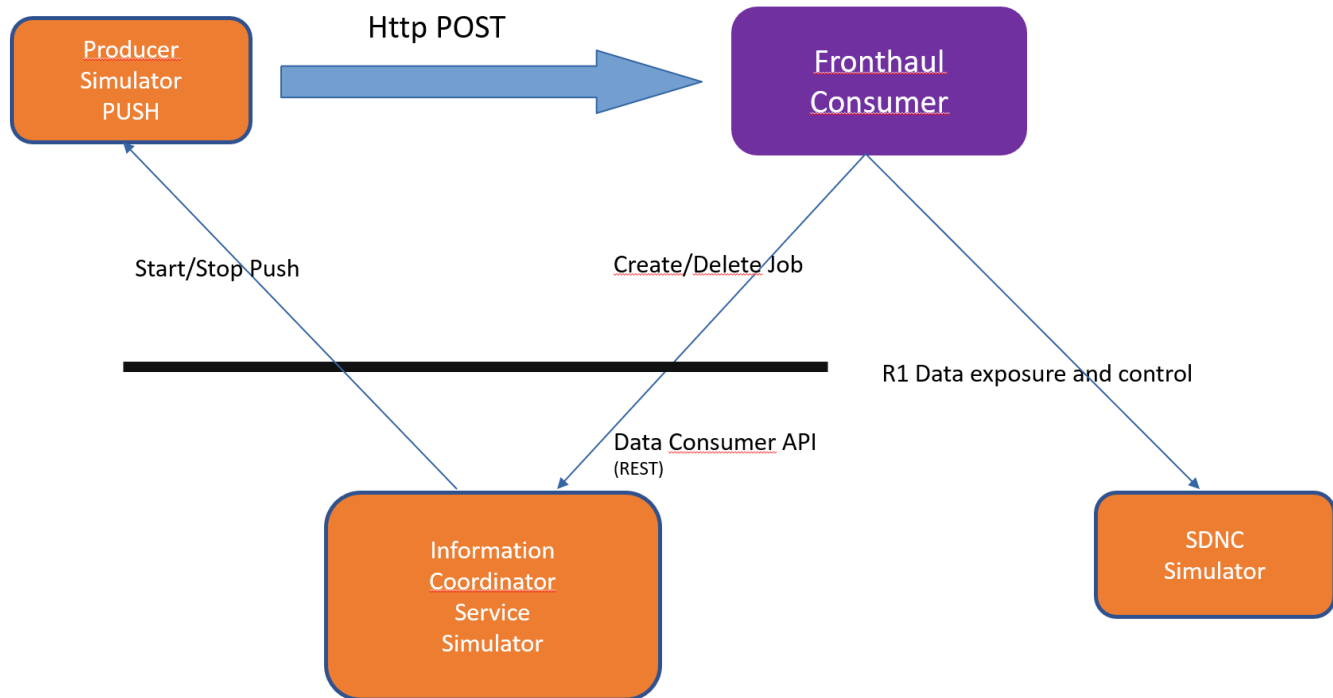 Http POST
Producer
Simulator
PUSH
Fronthaul
Consumer
Start/Stop Push
Create/Delete Job
R1 Data exposure and control
Data Consumer API
(REST)
Information
Coordinator
Service
Simulator
SDNC
Simulator